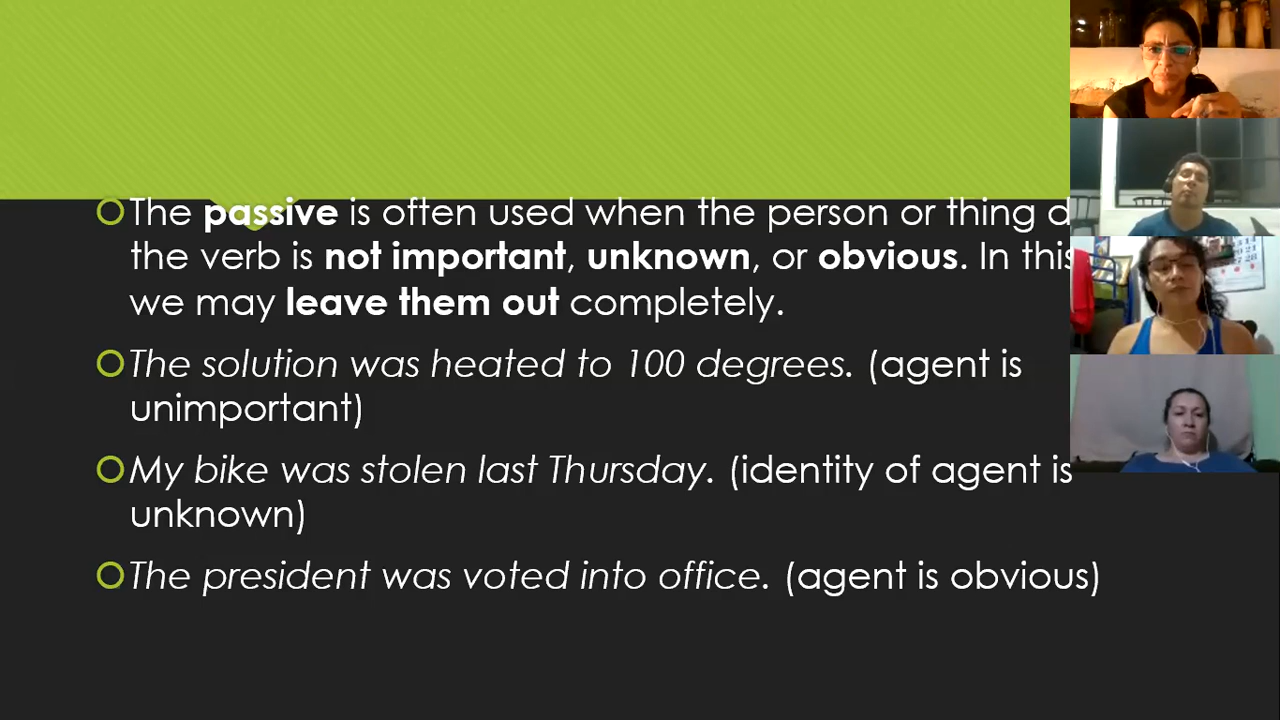 The passive is often used when the person or thing
the verb is not important, unknown, or obvious. In this
we may leave them out completely.
The solution was heated to 100 degrees. (agent is
unimportant)
My bike was stolen last Thursday. (identity of agent is
unknown)
The president was voted into office. (agent is obvious)